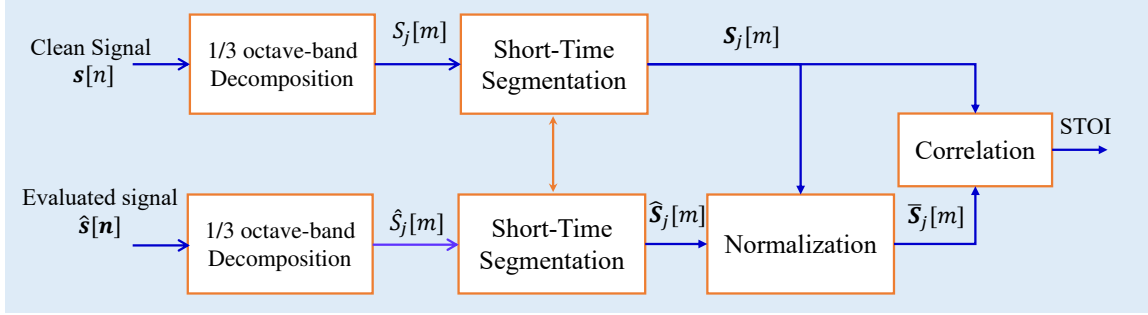 Clean Signal
𝒔[𝑛]
1/3 octave-band
Decomposition
𝑆ⱼ[𝑚]
Short-Time
Segmentation
𝑺ⱼ[𝑚]
Correlation
STOI
Evaluated signal
ŝ[𝒏]
1/3 octave-band
Decomposition
Ŝⱼ[𝑚]
Short-Time
Segmentation
𝑺̂ⱼ[𝑚]
Normalization
𝑺̅ⱼ[𝑚]